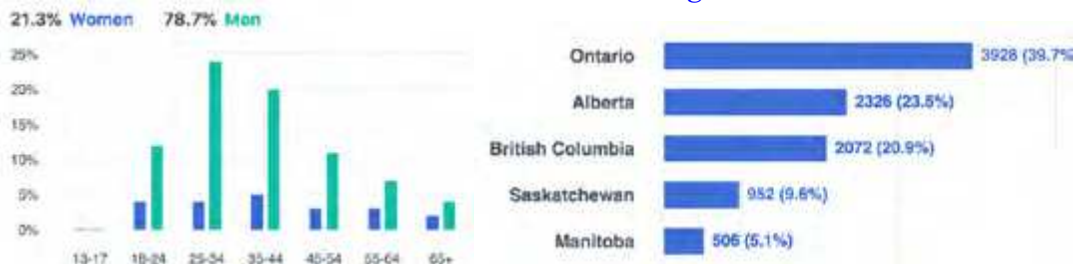 21.3% Women 78.7% Men
25%
20%
15%
10%
5%
0%
13-17 18-24 25-34 35-44 45-54 55-64 65+
Ontario 3928 (39.7%
Alberta 2326 (23.5%)
British Columbia 2072 (20.9%)
Saskatchewan 952 (9.6%)
Manitoba 506 (5.1%)